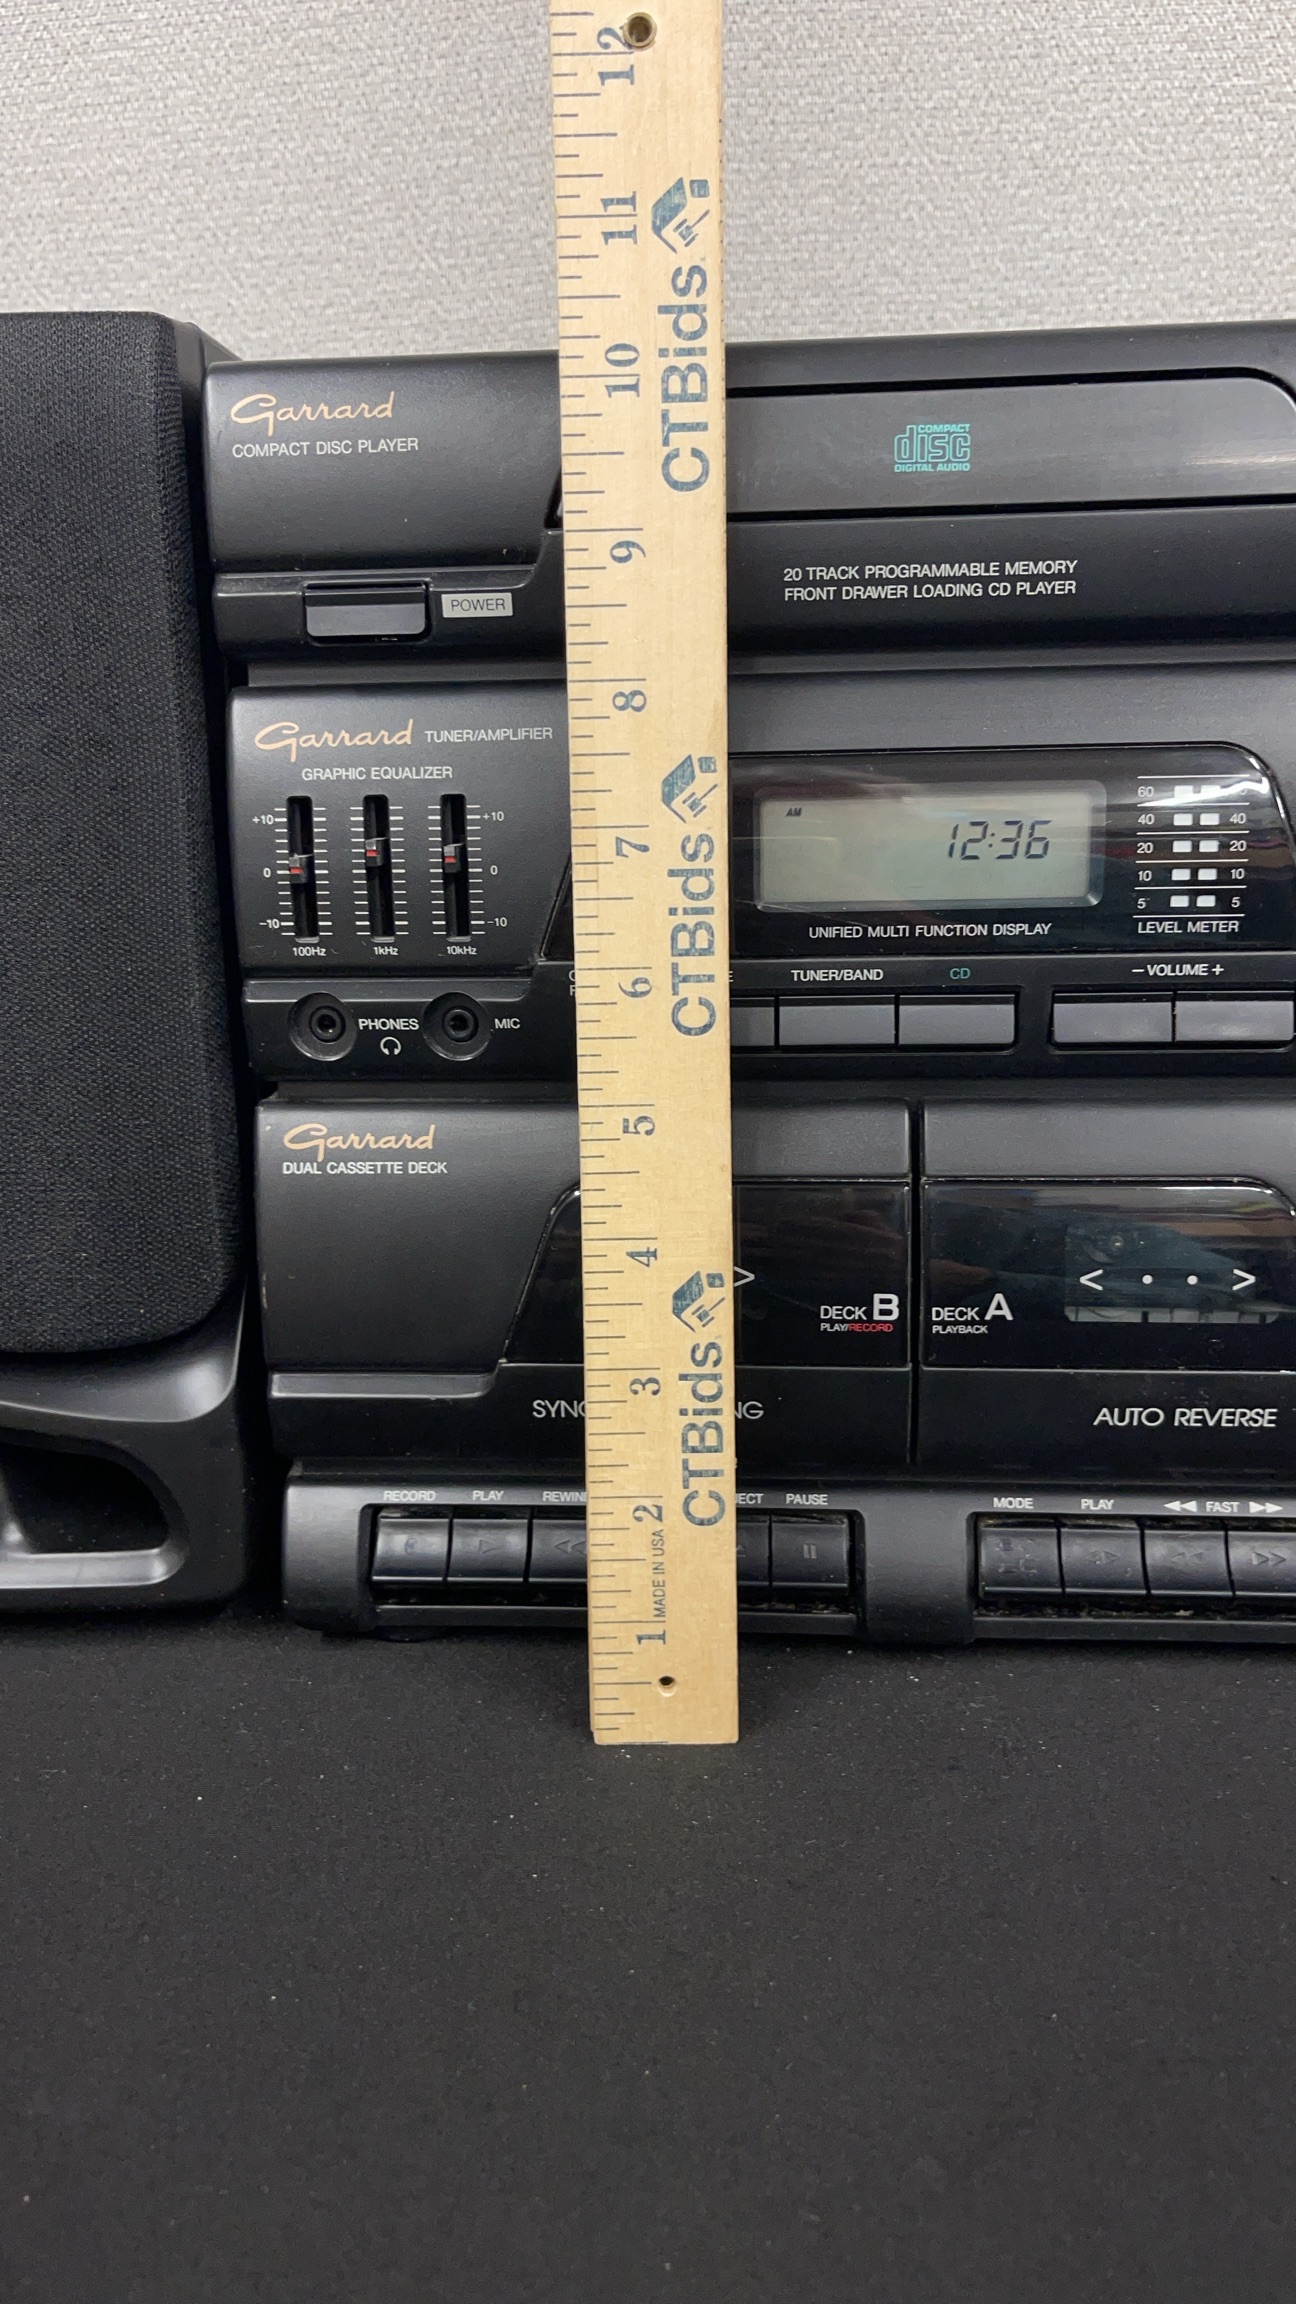 12
11
10
9
8
7
6
5
4
3
2
1
MADE IN USA
CTBids
CTBids
CTBids
Garrard
COMPACT DISC PLAYER
COMPACT
disc
DIGITAL AUDIO
POWER
20 TRACK PROGRAMMABLE MEMORY
FRONT DRAWER LOADING CD PLAYER
Garrard TUNER/AMPLIFIER
GRAPHIC EQUALIZER
+10 +10
0 0
-10 -10
100Hz 1kHz 10kHz
PHONES MIC
AM 12:36
UNIFIED MULTI FUNCTION DISPLAY
60
40 40
20 20
10 10
5 5
LEVEL METER
TUNER/BAND CD - VOLUME +
Garrard
DUAL CASSETTE DECK
DECK B
PLAY/RECORD
DECK A
PLAYBACK
< • • >
AUTO REVERSE
RECORD PLAY REWIN
JECT PAUSE
MODE PLAY ◀◀ FAST ▶▶